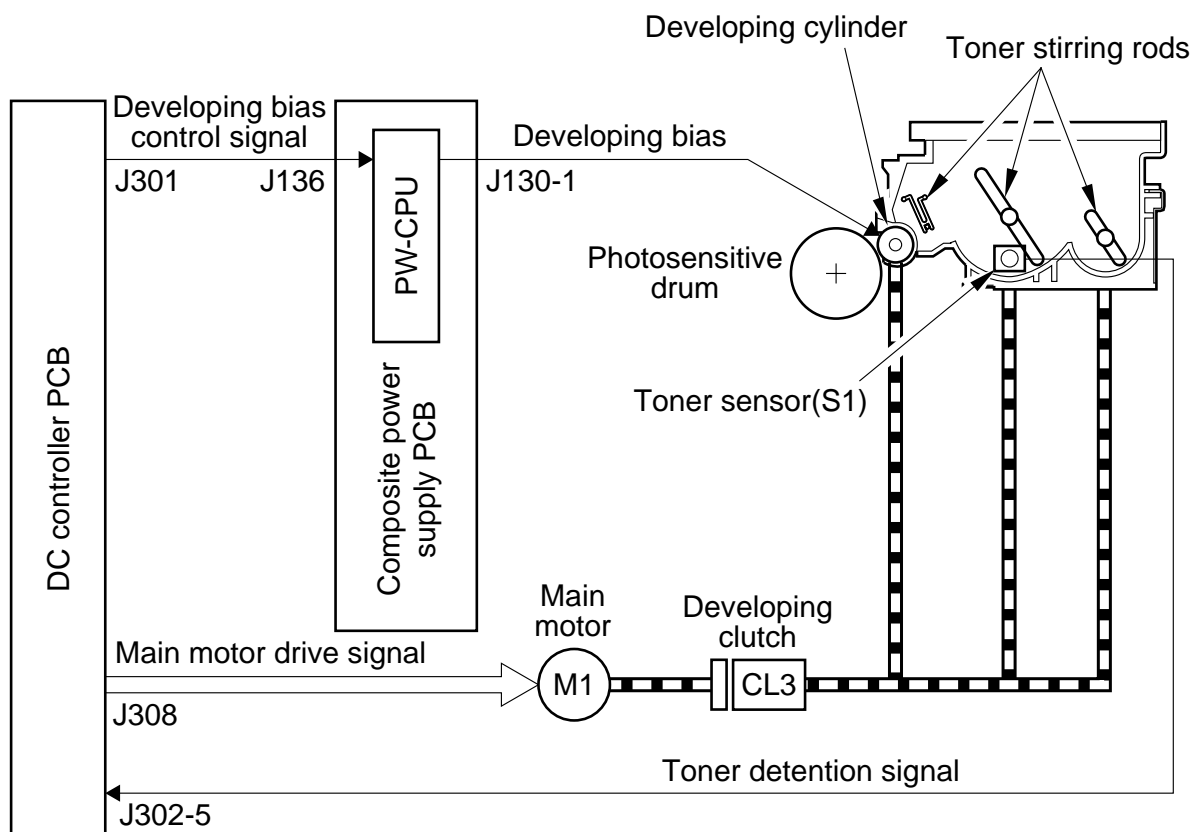 Developing cylinder
Toner stirring rods
Developing bias
control signal
Developing bias
J301
J136
J130-1
PW-CPU
Photosensitive
drum
DC controller PCB
Composite power
supply PCB
Toner sensor(S1)
Main
motor
Developing
clutch
Main motor drive signal
M1
CL3
J308
Toner detention signal
J302-5